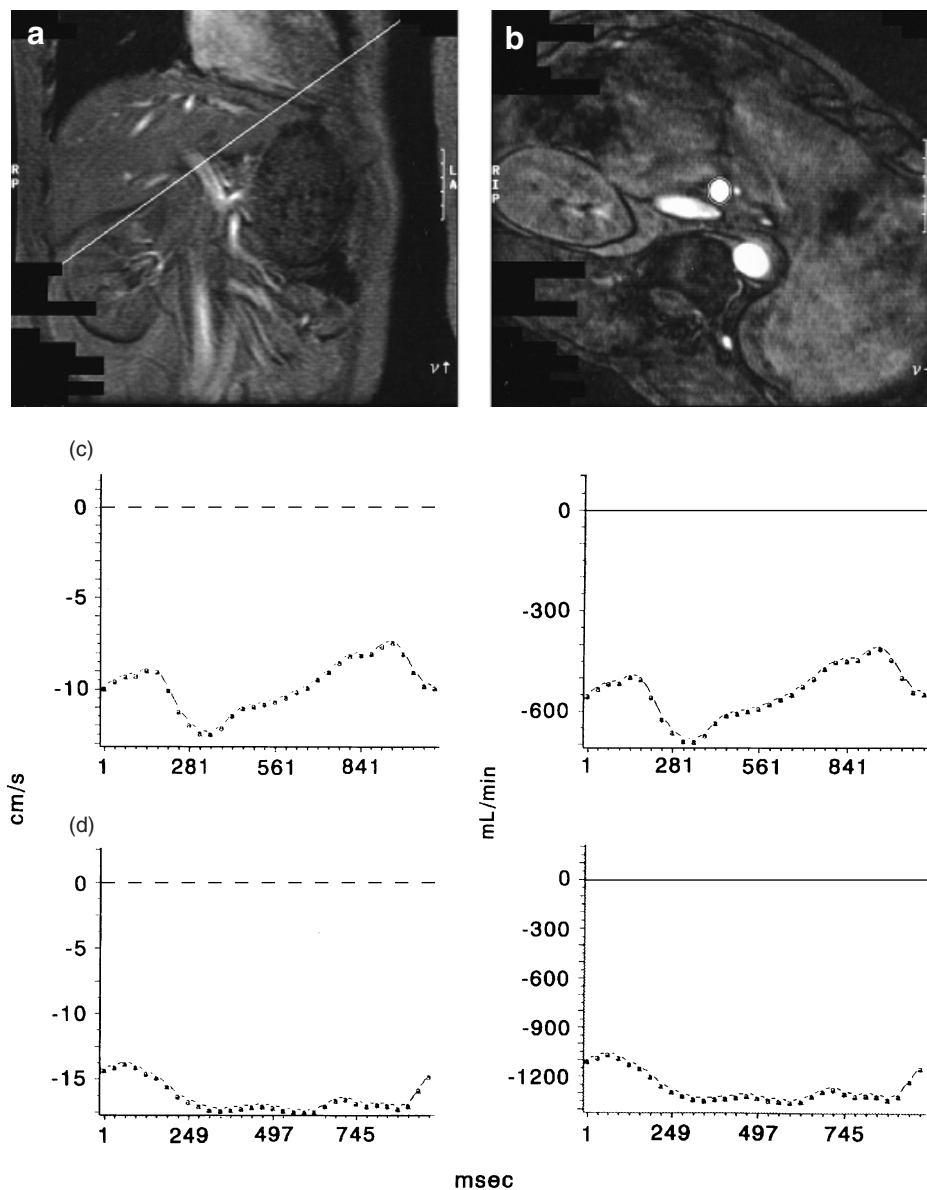 a
b
R
P
L
A
R
I
P
ν↑
ν-
(c)
0
-5
-10
1 281 561 841
0
-300
-600
1 281 561 841
cm/s
mL/min
(d)
0
-5
-10
-15
1 249 497 745
0
-300
-600
-900
-1200
1 249 497 745
msec